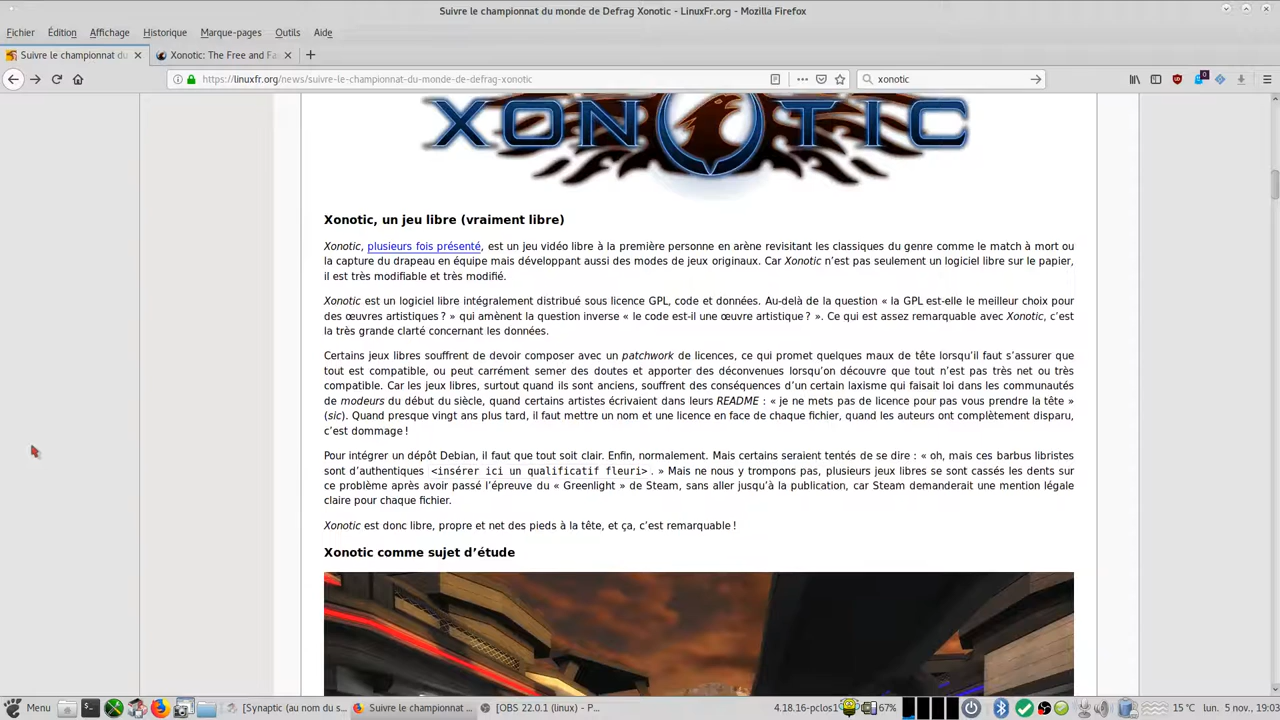 Suivre le championnat du monde de Defrag Xonotic - LinuxFr.org - Mozilla Firefox
Fichier Édition Affichage Historique Marque-pages Outils Aide
Suivre le championnat du Xonotic: The Free and Fa
https://linuxfr.org/news/suivre-le-championnat-du-monde-de-defrag-xonotic xonotic 0
XONOTIC
Xonotic, un jeu libre (vraiment libre)
Xonotic, plusieurs fois présenté, est un jeu vidéo libre à la première personne en arène revisitant les classiques du genre comme le match à mort ou
la capture du drapeau en équipe mais développant aussi des modes de jeux originaux. Car Xonotic n’est pas seulement un logiciel libre sur le papier,
il est très modifiable et très modifié.
Xonotic est un logiciel libre intégralement distribué sous licence GPL, code et données. Au-delà de la question « la GPL est-elle le meilleur choix pour
des œuvres artistiques ? » qui amènent la question inverse « le code est-il une œuvre artistique ? ». Ce qui est assez remarquable avec Xonotic, c’est
la très grande clarté concernant les données.
Certains jeux libres souffrent de devoir composer avec un patchwork de licences, ce qui promet quelques maux de tête lorsqu’il faut s’assurer que
tout est compatible, ou peut carrément semer des doutes et apporter des déconvenues lorsqu’on découvre que tout n’est pas très net ou très
compatible. Car les jeux libres, surtout quand ils sont anciens, souffrent des conséquences d’un certain laxisme qui faisait loi dans les communautés
de modeurs du début du siècle, quand certains artistes écrivaient dans leurs README : « je ne mets pas de licence pour pas vous prendre la tête »
(sic). Quand presque vingt ans plus tard, il faut mettre un nom et une licence en face de chaque fichier, quand les auteurs ont complètement disparu,
c’est dommage !
Pour intégrer un dépôt Debian, il faut que tout soit clair. Enfin, normalement. Mais certains seraient tentés de se dire : « oh, mais ces barbus libristes
sont d’authentiques <insérer ici un qualificatif fleuri>. » Mais ne nous y trompons pas, plusieurs jeux libres se sont cassés les dents sur
ce problème après avoir passé l’épreuve du « Greenlight » de Steam, sans aller jusqu’à la publication, car Steam demanderait une mention légale
claire pour chaque fichier.
Xonotic est donc libre, propre et net des pieds à la tête, et ça, c’est remarquable !
Xonotic comme sujet d’étude
Menu [Synaptic (au nom du s... Suivre le championnat ... [OBS 22.0.1 (linux) - P... 4.18.16-p 67% 15 °C lun. 5 nov., 19:0